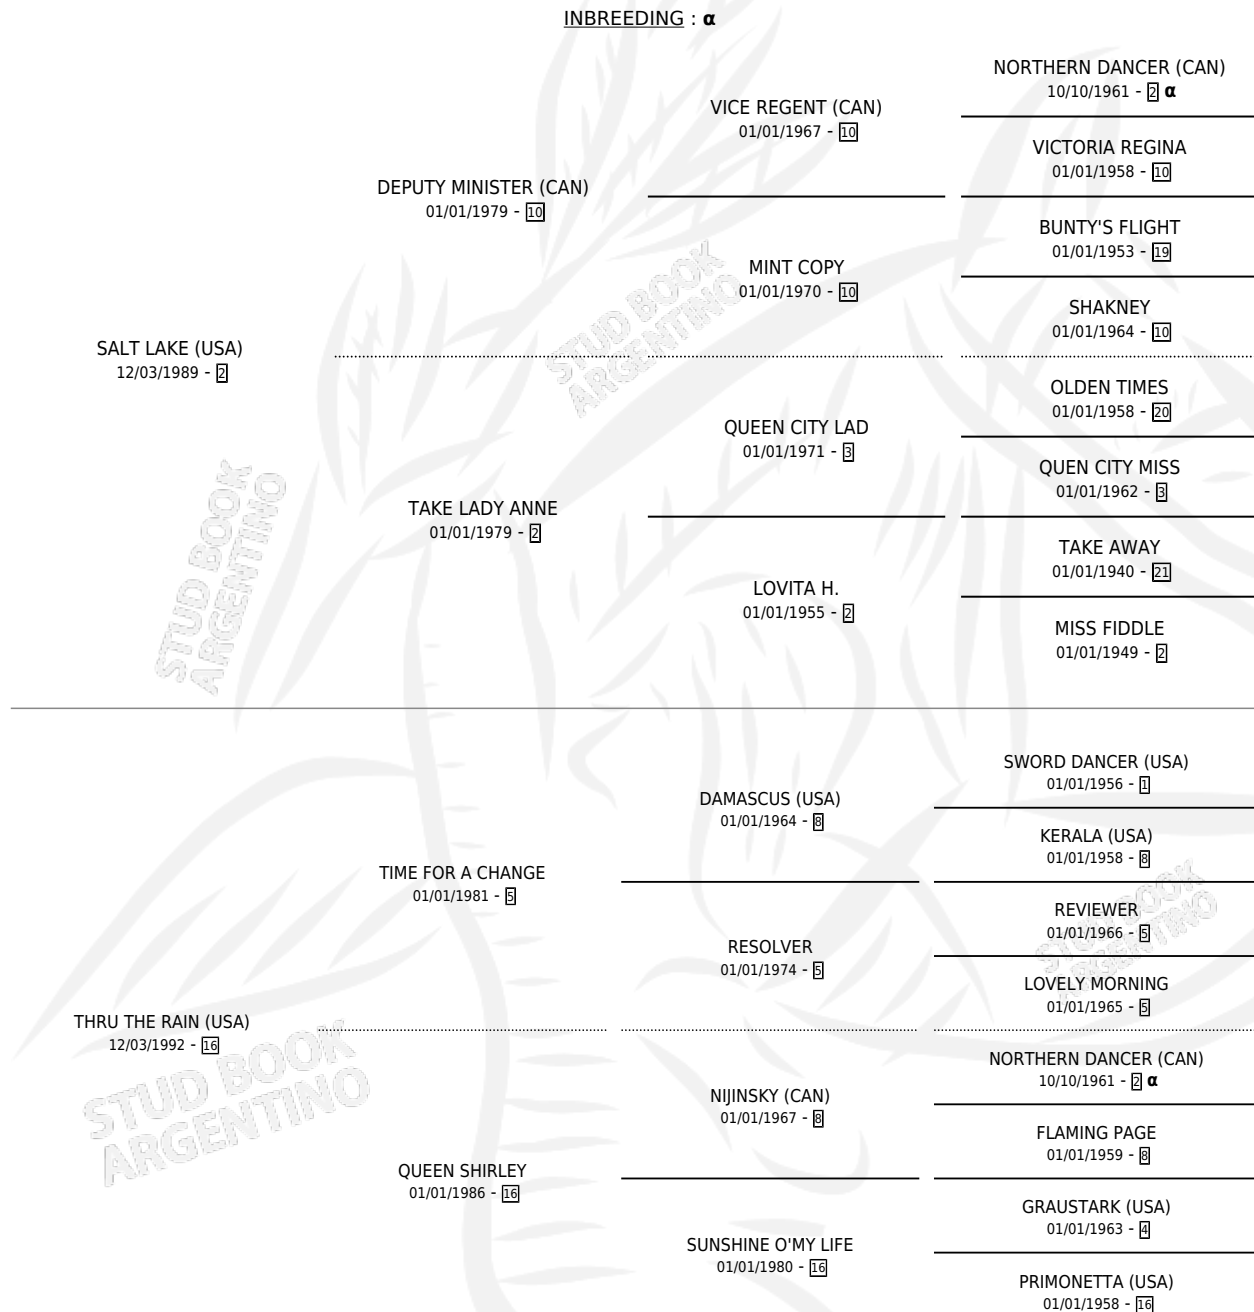 INBREEDING : α
NORTHERN DANCER (CAN)
10/10/1961 - 2 α
VICE REGENT (CAN)
01/01/1967 - 10
VICTORIA REGINA
01/01/1958 - 10
DEPUTY MINISTER (CAN)
01/01/1979 - 10
BUNTY'S FLIGHT
01/01/1953 - 19
MINT COPY
01/01/1970 - 10
SHAKNEY
01/01/1964 - 10
SALT LAKE (USA)
12/03/1989 - 2
OLDEN TIMES
01/01/1958 - 20
QUEEN CITY LAD
01/01/1971 - 3
QUEN CITY MISS
01/01/1962 - 3
TAKE LADY ANNE
01/01/1979 - 2
TAKE AWAY
01/01/1940 - 21
LOVITA H.
01/01/1955 - 2
MISS FIDDLE
01/01/1949 - 2
SWORD DANCER (USA)
01/01/1956 - 1
DAMASCUS (USA)
01/01/1964 - 8
KERALA (USA)
01/01/1958 - 8
TIME FOR A CHANGE
01/01/1981 - 5
REVIEWER
01/01/1966 - 5
RESOLVER
01/01/1974 - 5
LOVELY MORNING
01/01/1965 - 5
THRU THE RAIN (USA)
12/03/1992 - 16
NORTHERN DANCER (CAN)
10/10/1961 - 2 α
NIJINSKY (CAN)
01/01/1967 - 8
FLAMING PAGE
01/01/1959 - 8
QUEEN SHIRLEY
01/01/1986 - 16
GRAUSTARK (USA)
01/01/1963 - 4
SUNSHINE O'MY LIFE
01/01/1980 - 16
PRIMONETTA (USA)
01/01/1958 - 16
STUD BOOK
ARGENTINO
STUD BOOK
ARGENTINO
STUD BOOK
ARGENTINO
STUD BOOK
ARGENTINO